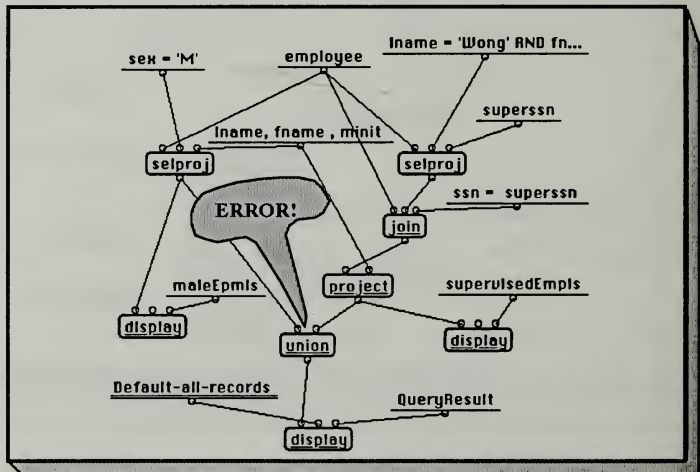 lname = 'Wong' AND fn...
sex = 'M'
employee
superssn
lname, fname , minit
selproj
selproj
ssn = superssn
ERROR!
join
maleEpmls
project
supervisedEmpls
display
union
display
Default-all-records
QueryResult
display